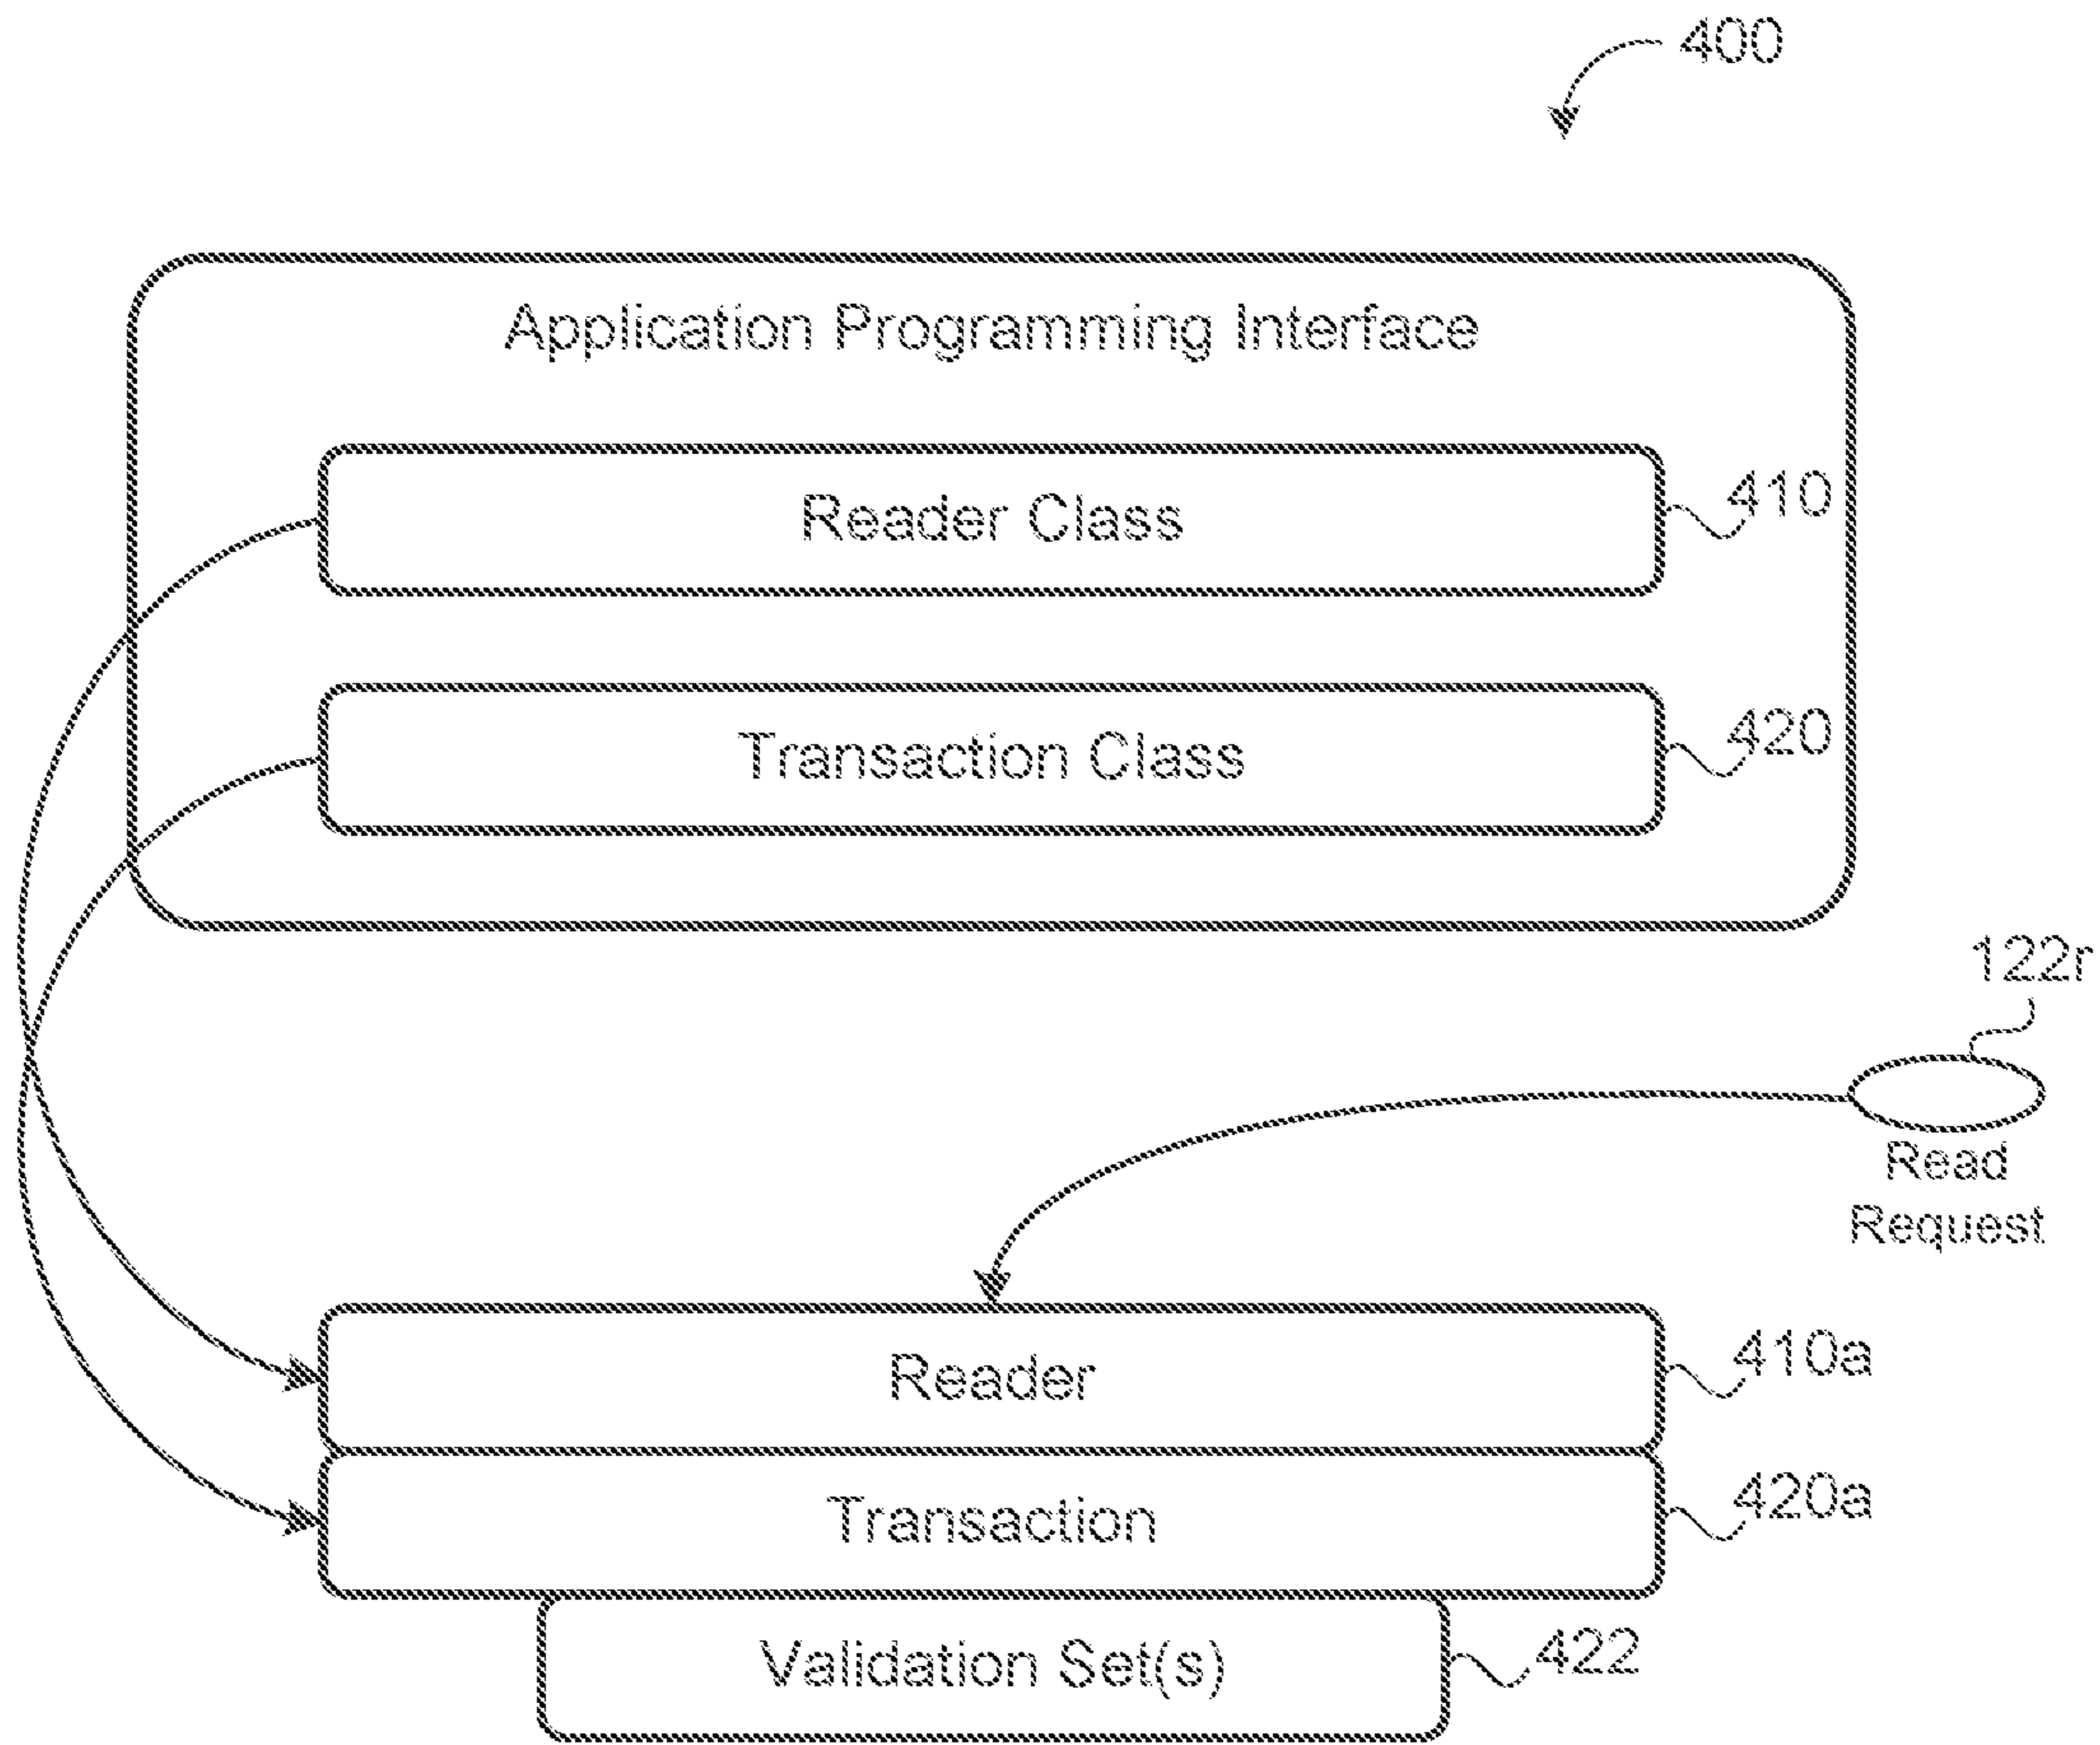 400
Application Programming Interface
Reader Class
410
Transaction Class
420
122r
Read
Request
Reader
410a
Transaction
420a
Validation Set(s)
422